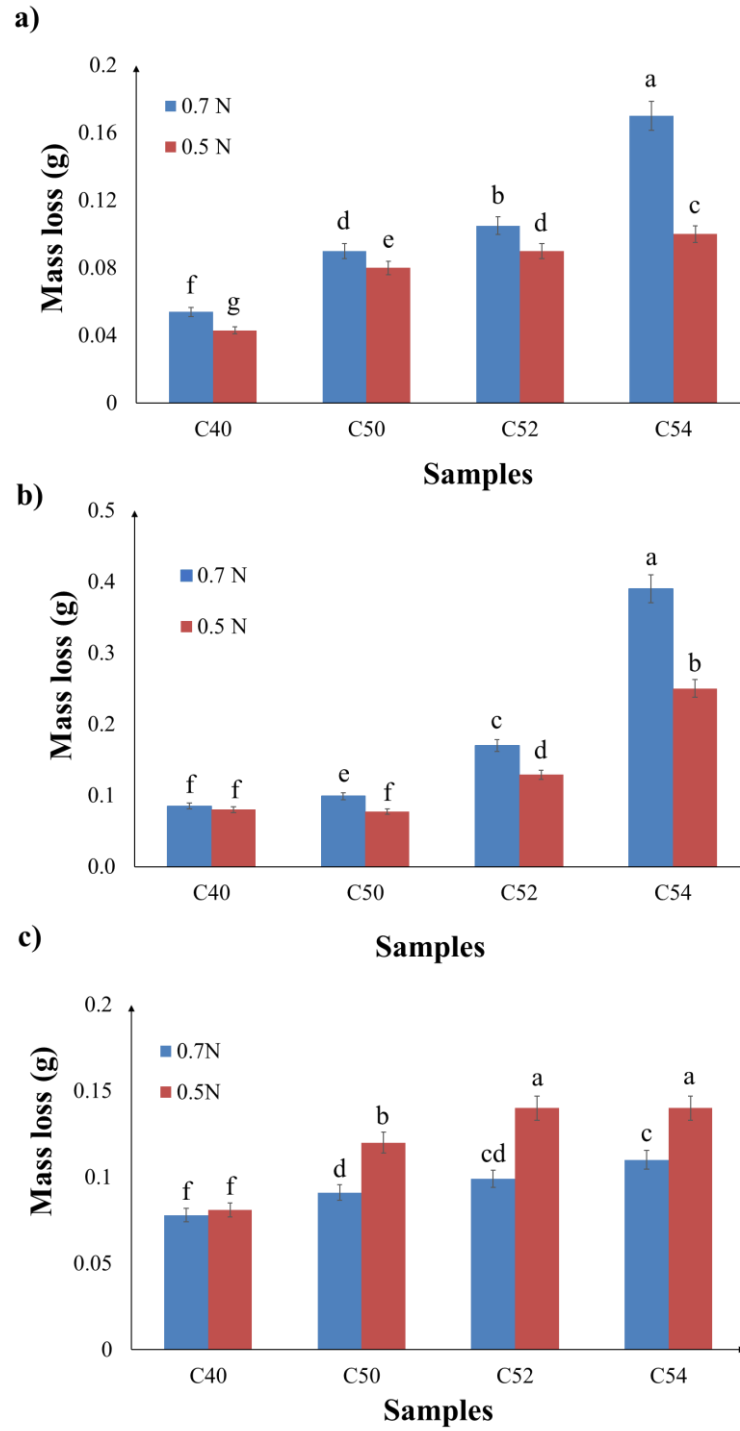 a)
0.2
0.16
0.12
0.08
0.04
0
Mass loss (g)
0.7 N
0.5 N
f
g
d
e
b
d
a
c
C40 C50 C52 C54
Samples
b)
0.5
0.4
0.3
0.2
0.1
0.0
Mass loss (g)
0.7 N
0.5 N
f
f
e
f
c
d
a
b
C40 C50 C52 C54
Samples
c)
0.2
0.15
0.1
0.05
0
Mass loss (g)
0.7N
0.5N
f
f
d
b
cd
a
c
a
C40 C50 C52 C54
Samples